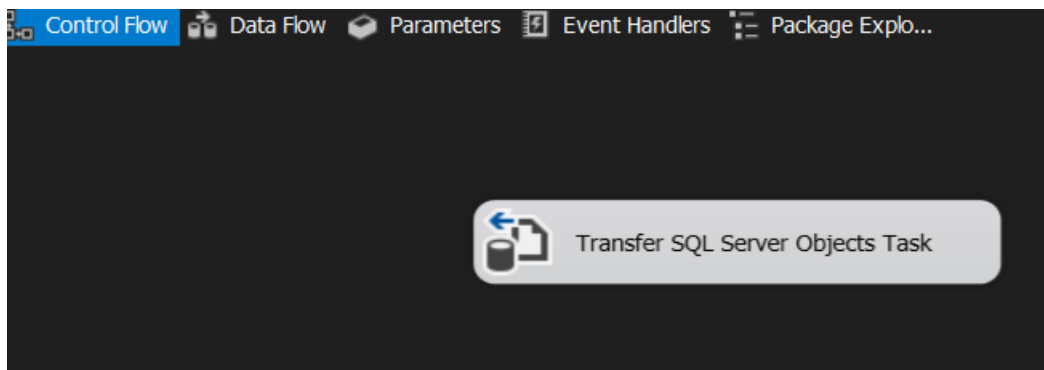 Control Flow Data Flow Parameters Event Handlers Package Explo...
Transfer SQL Server Objects Task